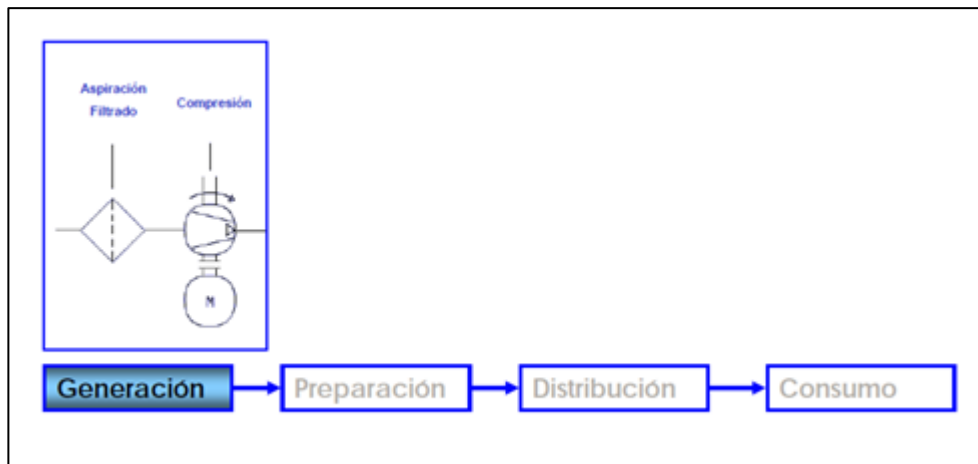 Aspiración
Filtrado
Compresión
M
Generación
Preparación
Distribución
Consumo